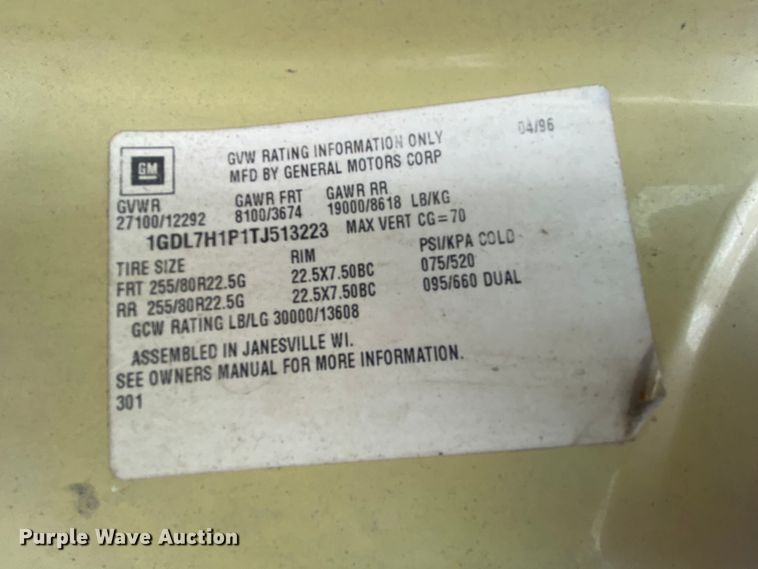 GVW RATING INFORMATION ONLY 04/96
GM MFD BY GENERAL MOTORS CORP
GVWR GAWR FRT GAWR RR
27100/12292 8100/3674 19000/8618 LB/KG
1GDL7H1P1TJ513223 MAX VERT CG=70
TIRE SIZE RIM PSI/KPA COLD
FRT 255/80R22.5G 22.5X7.50BC 075/520
RR 255/80R22.5G 22.5X7.50BC 095/660 DUAL
GCW RATING LB/LG 30000/13608
ASSEMBLED IN JANESVILLE WI.
SEE OWNERS MANUAL FOR MORE INFORMATION.
301
Purple Wave Auction